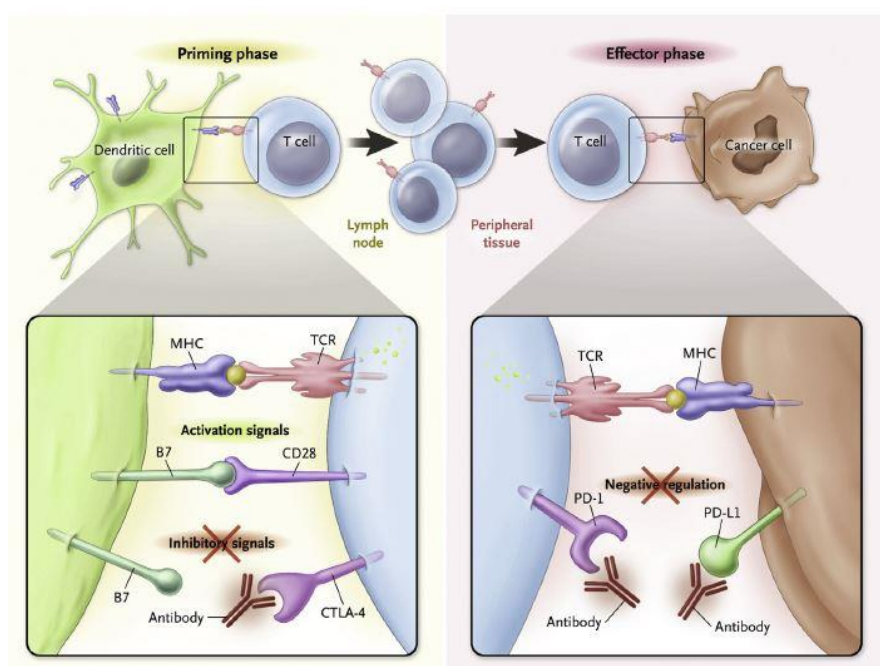 Priming phase
Effector phase
Dendritic cell
T cell
T cell
Cancer cell
Lymph
node
Peripheral
tissue
MHC
TCR
Activation signals
B7
CD28
Inhibitory signals
B7
Antibody
CTLA-4
TCR
MHC
Negative regulation
PD-1
PD-L1
Antibody
Antibody